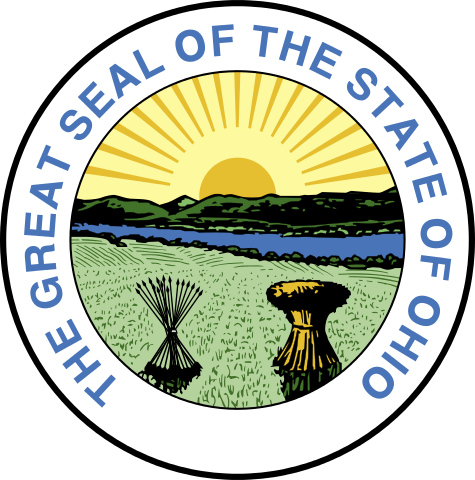 THE GREAT SEAL OF THE STATE OF OHIO